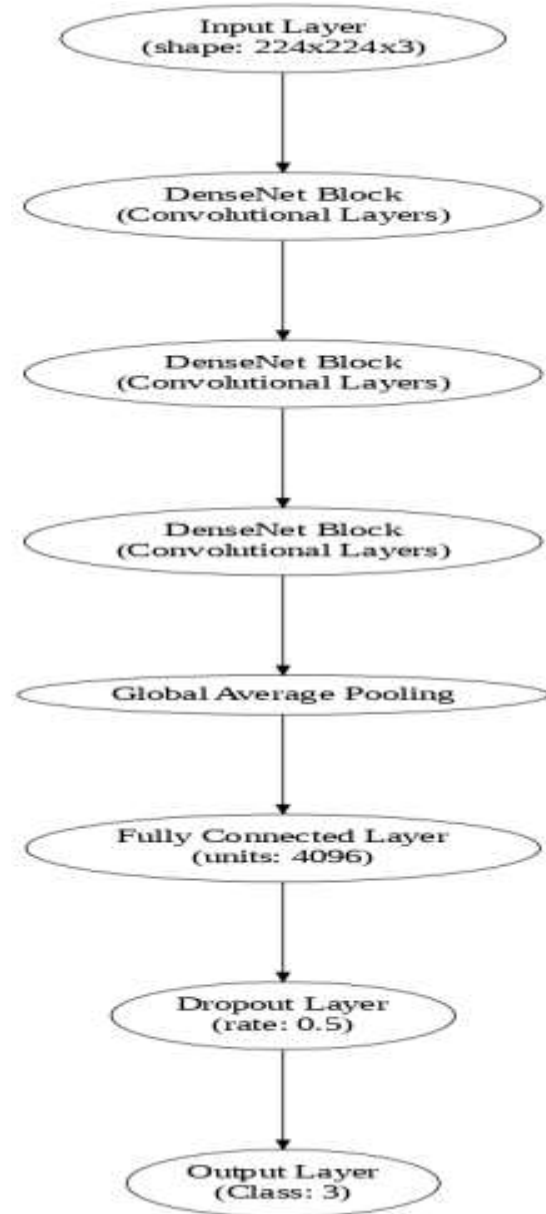 Input Layer
(shape: 224x224x3)
DenseNet Block
(Convolutional Layers)
DenseNet Block
(Convolutional Layers)
DenseNet Block
(Convolutional Layers)
Global Average Pooling
Fully Connected Layer
(units: 4096)
Dropout Layer
(rate: 0.5)
Output Layer
(Class: 3)